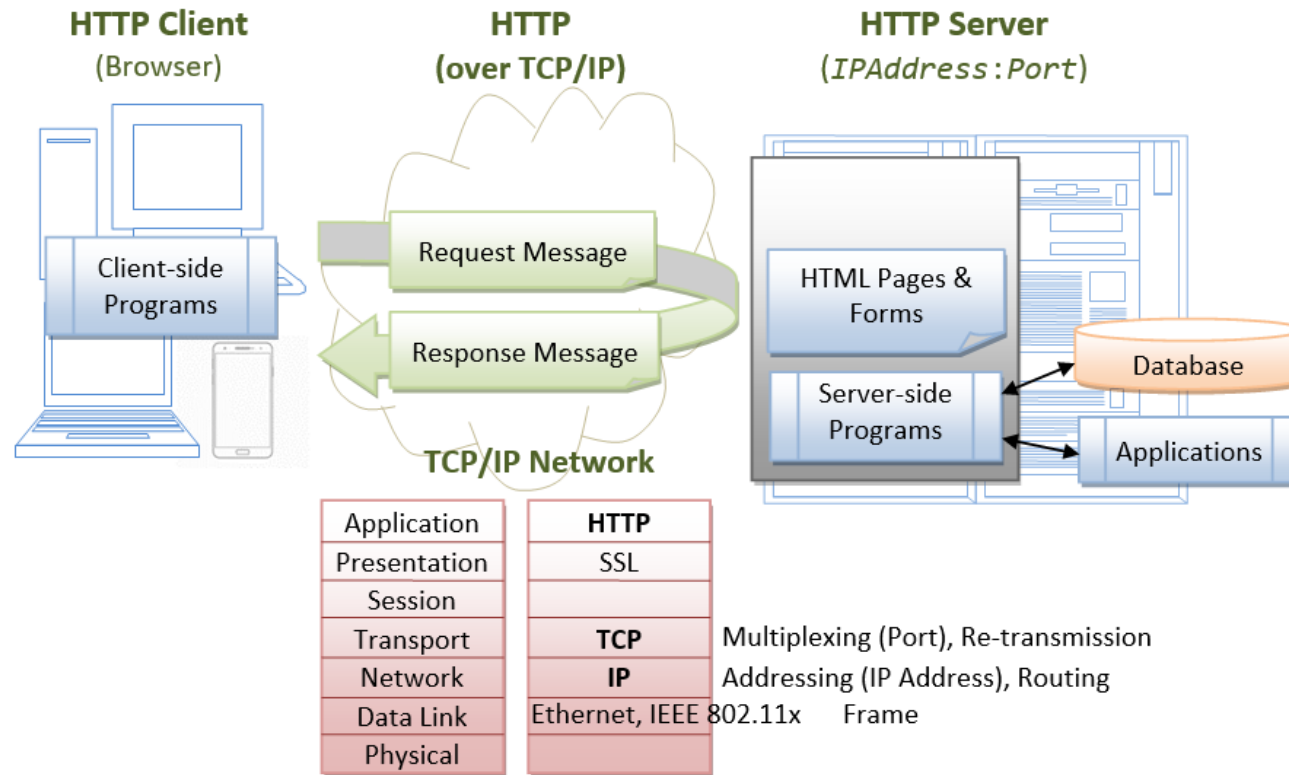 HTTP Client
(Browser)
HTTP
(over TCP/IP)
HTTP Server
(IPAddress:Port)
Client-side
Programs
Request Message
Response Message
HTML Pages &
Forms
Server-side
Programs
Database
Applications
TCP/IP Network
Application HTTP
Presentation SSL
Session
Transport TCP Multiplexing (Port), Re-transmission
Network IP Addressing (IP Address), Routing
Data Link Ethernet, IEEE 802.11x Frame
Physical